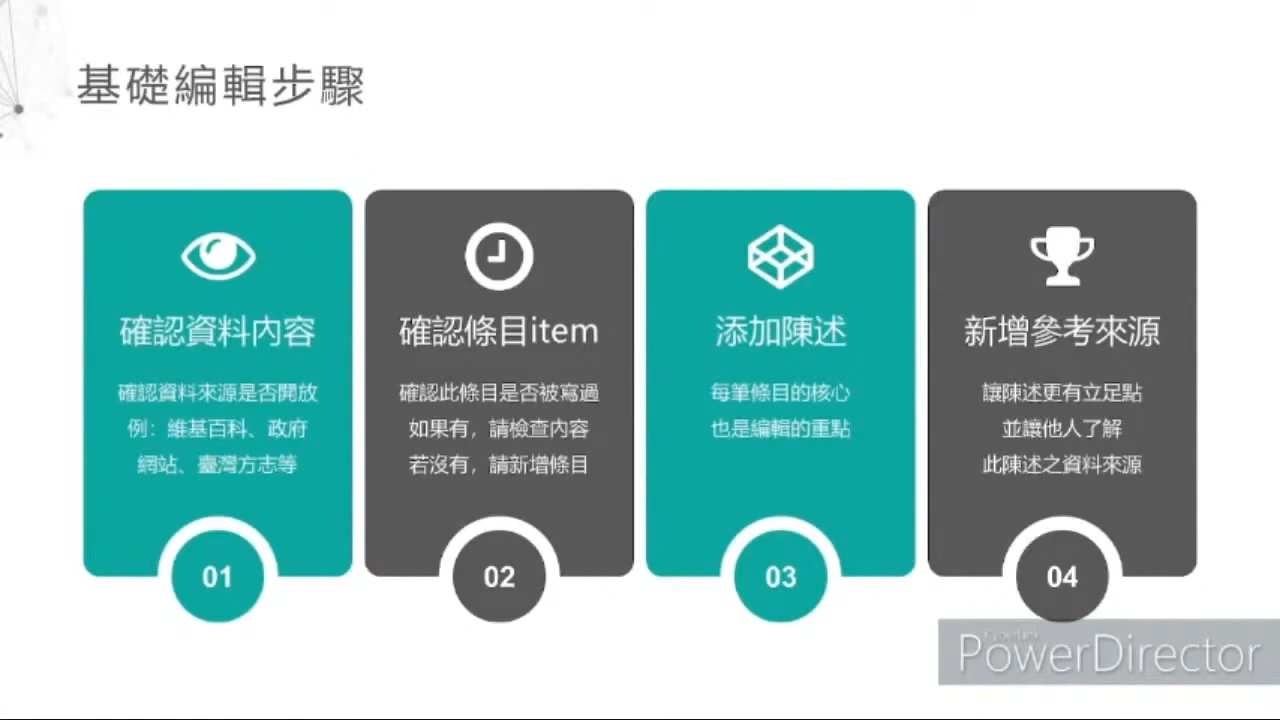 基礎編輯步驟
確認資料內容
確認資料來源是否開放
例：維基百科、政府
網站、臺灣方志等
01
確認條目item
確認此條目是否被寫過
如果有，請檢查內容
若沒有，請新增條目
02
添加陳述
每筆條目的核心
也是編輯的重點
03
新增參考來源
讓陳述更有立足點
並讓他人了解
此陳述之資料來源
04
CyberLink
PowerDirector